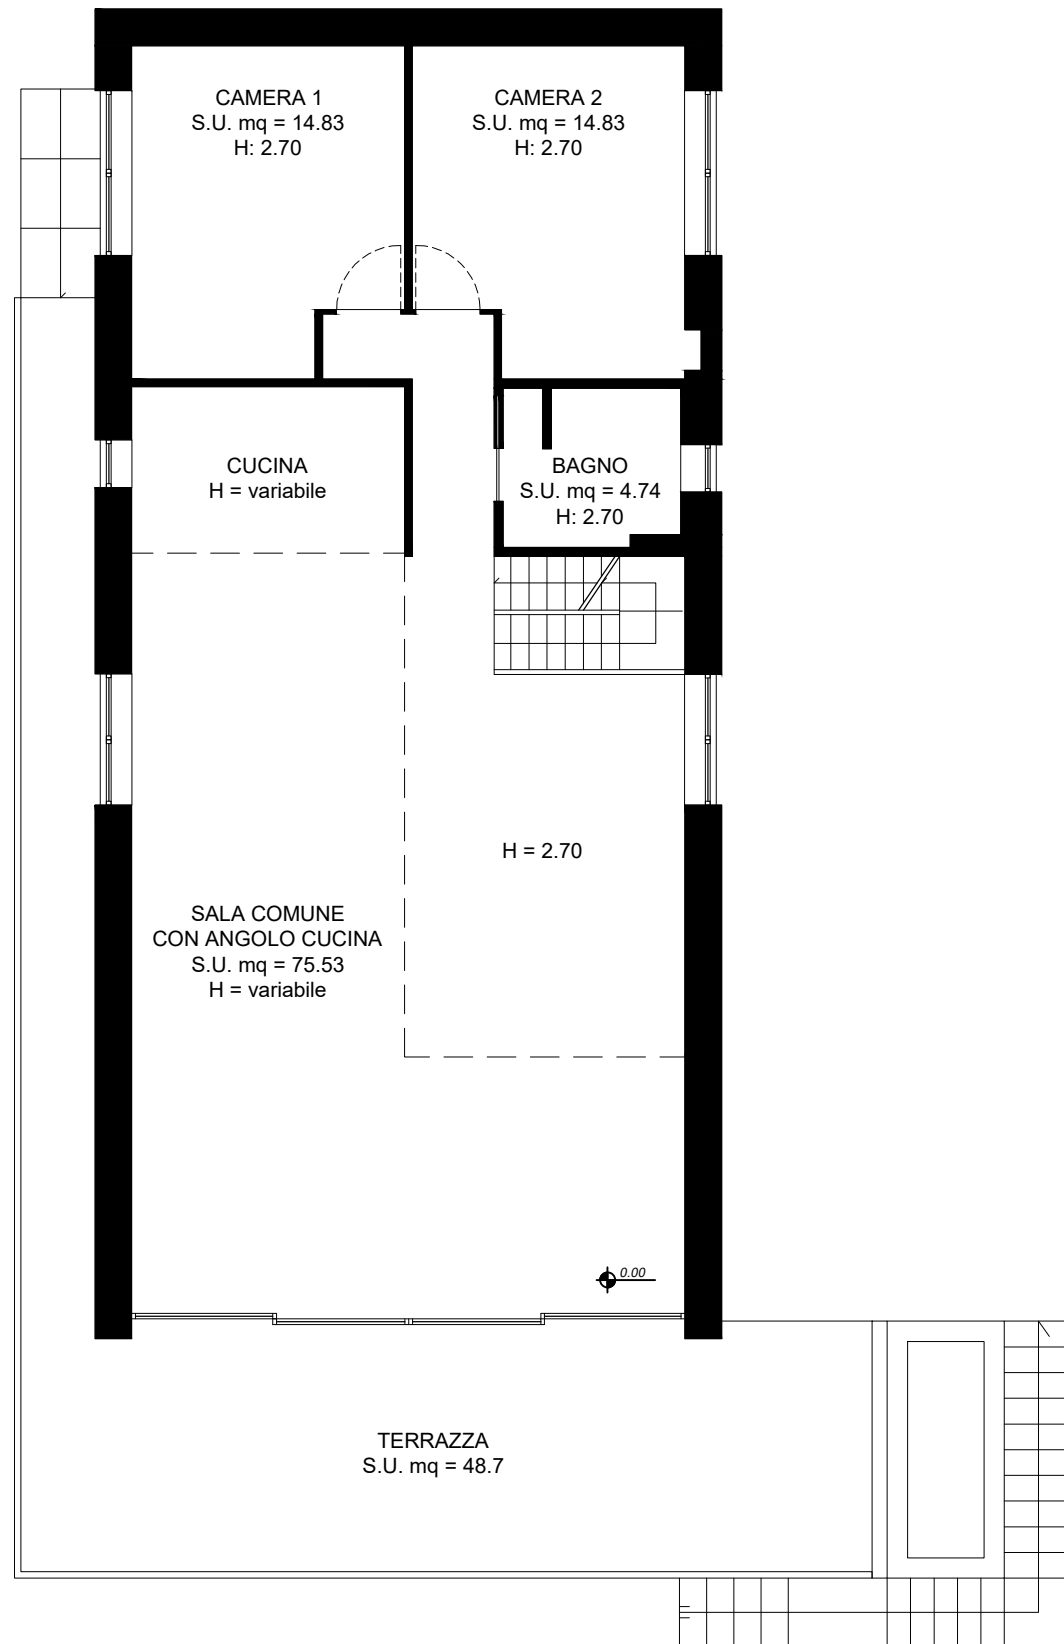 CAMERA 1
S.U. mq = 14.83
H: 2.70
CAMERA 2
S.U. mq = 14.83
H: 2.70
CUCINA
H = variabile
BAGNO
S.U. mq = 4.74
H: 2.70
H = 2.70
SALA COMUNE
CON ANGOLO CUCINA
S.U. mq = 75.53
H = variabile
0.00
TERRAZZA
S.U. mq = 48.7